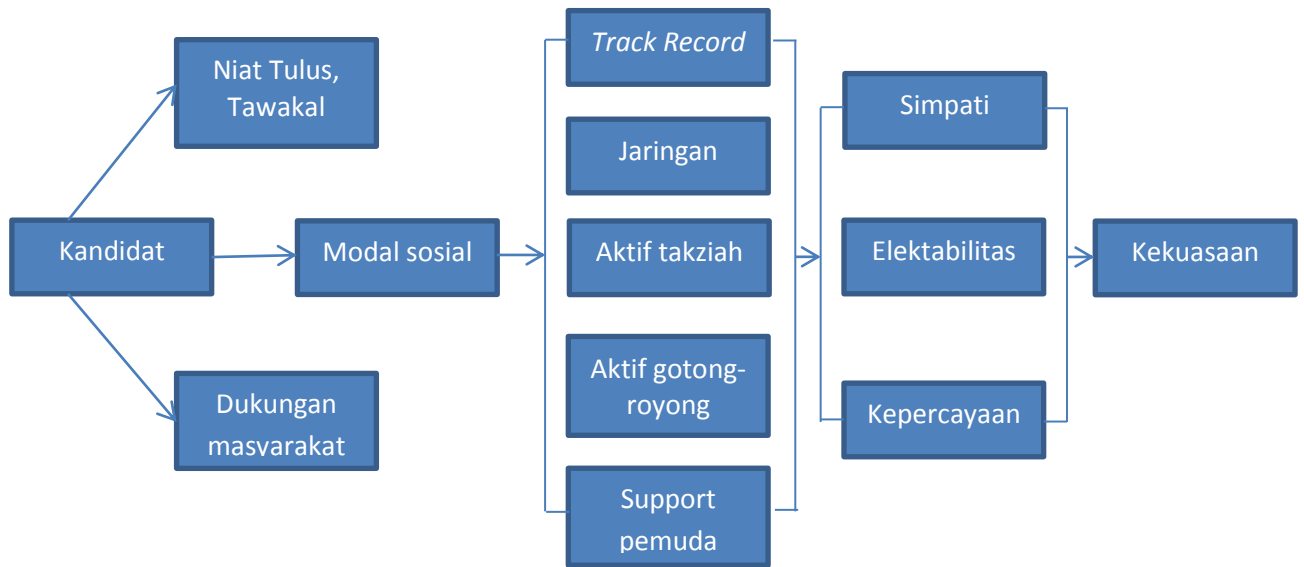 Niat Tulus,
Tawakal
Kandidat
Dukungan
masyarakat
Modal sosial
Track Record
Jaringan
Aktif takziah
Aktif gotong-
royong
Support
pemuda
Simpati
Elektabilitas
Kepercayaan
Kekuasaan